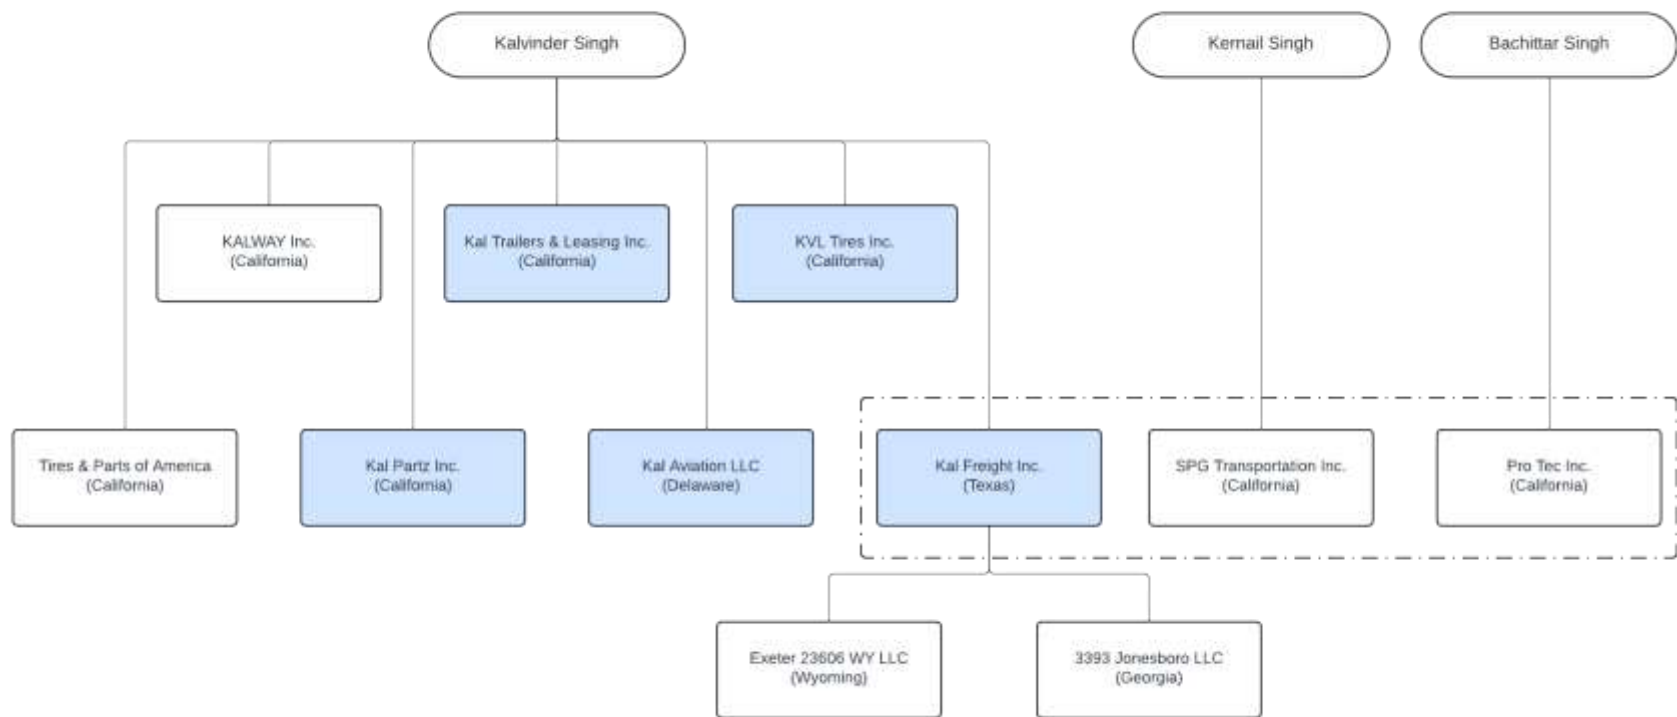 Kalvinder Singh
Kernail Singh
Bachittar Singh
KALWAY Inc.
(California)
Kal Trailers & Leasing Inc.
(California)
KVL Tires Inc.
(California)
Tires & Parts of America
(California)
Kal Partz Inc.
(California)
Kal Aviation LLC
(Delaware)
Kal Freight Inc.
(Texas)
SPG Transportation Inc.
(California)
Pro Tec Inc.
(California)
Exeter 23606 WY LLC
(Wyoming)
3393 Jonesboro LLC
(Georgia)